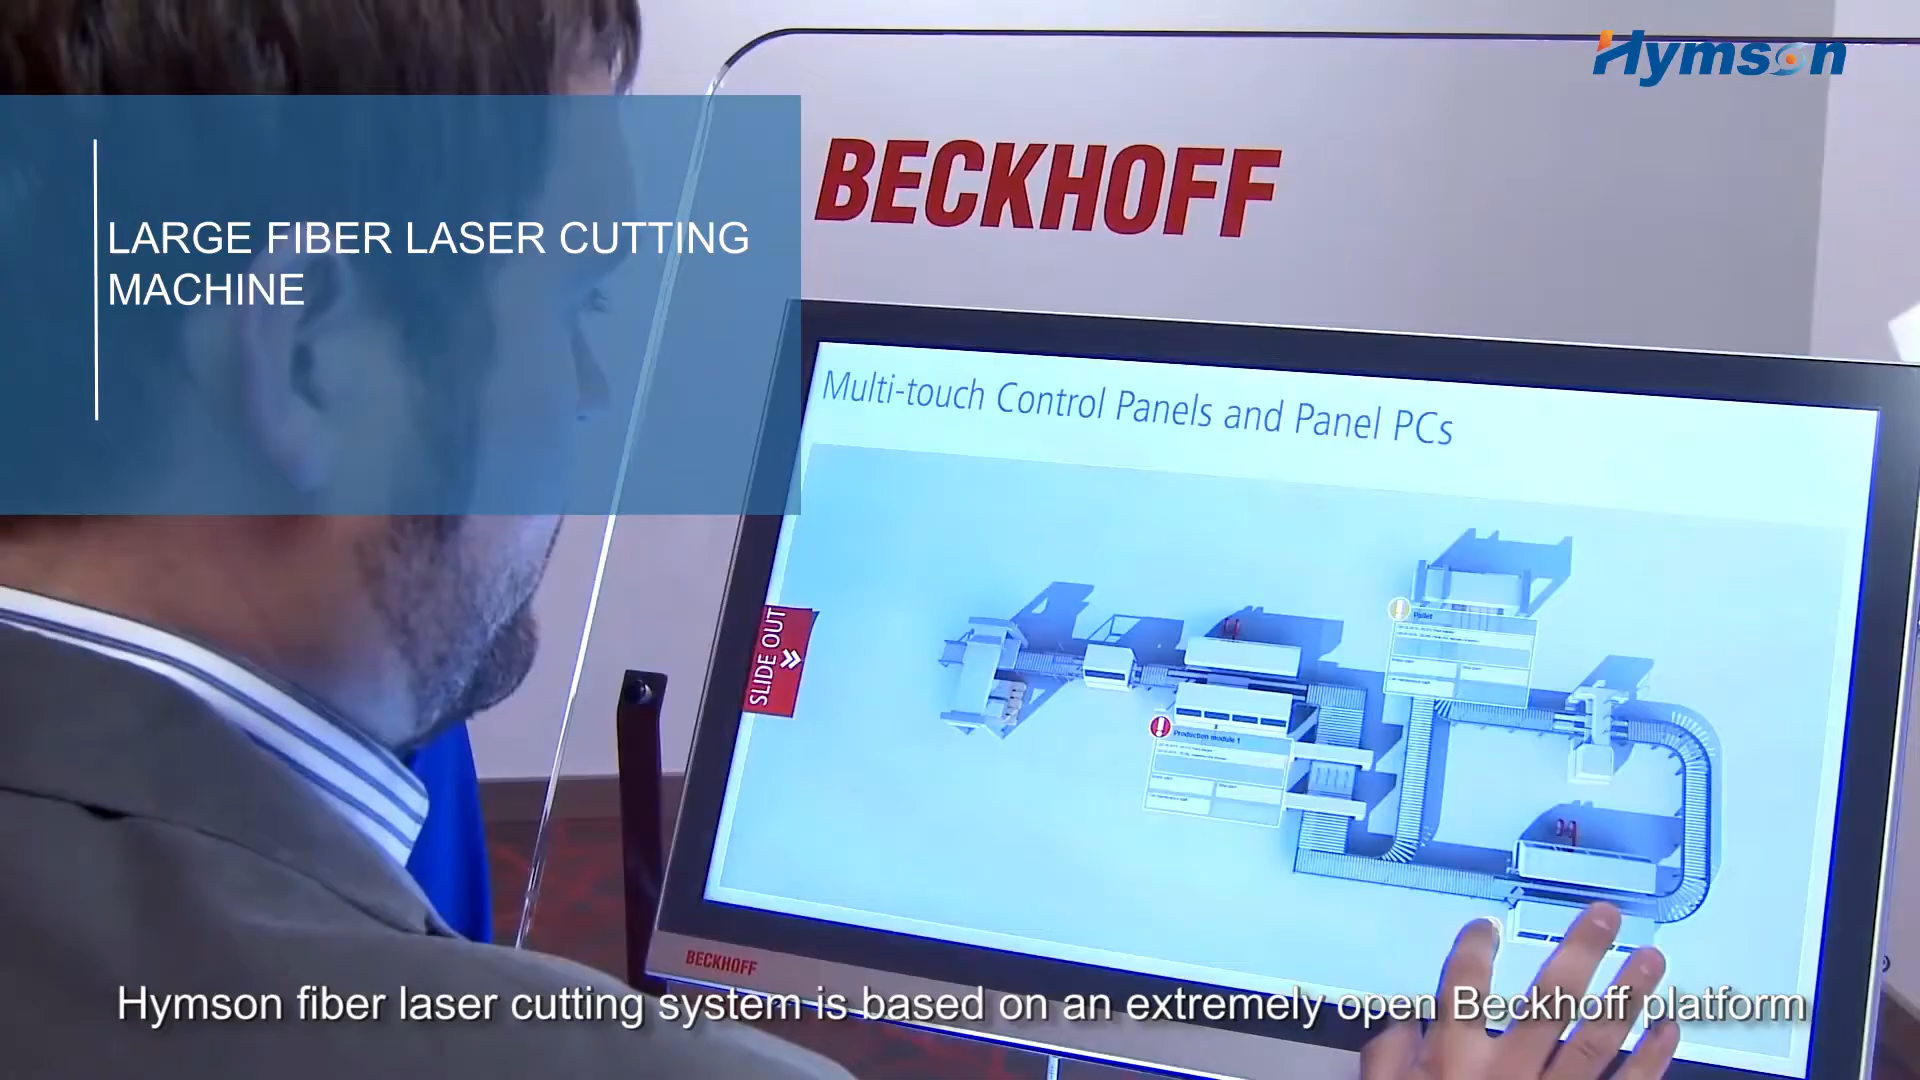 Hymson
BECKHOFF
LARGE FIBER LASER CUTTING
MACHINE
Multi-touch Control Panels and Panel PCs
SLIDE OUT
Pallet
Production module 1
BECKHOFF
Hymson fiber laser cutting system is based on an extremely open Beckhoff platform